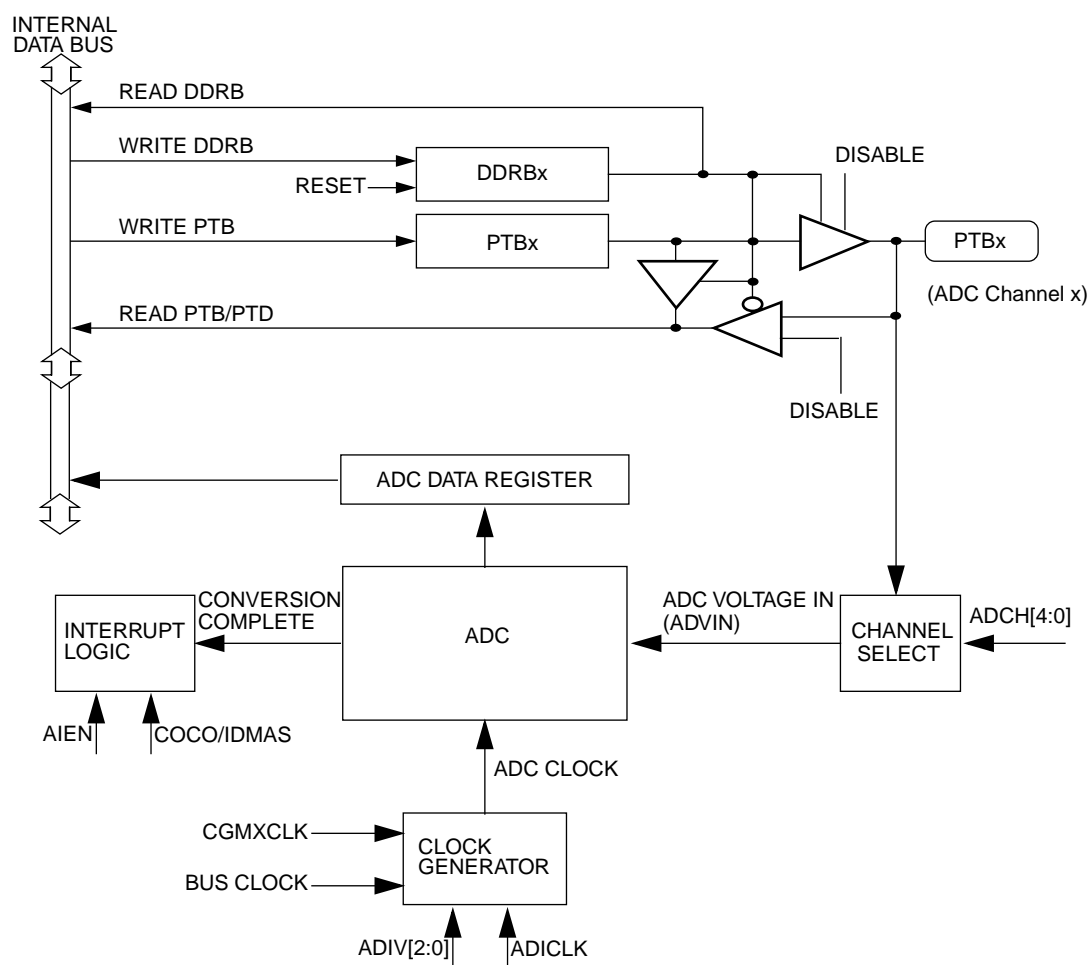 INTERNAL
DATA BUS
READ DDRB
WRITE DDRB
DISABLE
DDRBx
RESET
WRITE PTB
PTBx
PTBx
(ADC Channel x)
READ PTB/PTD
DISABLE
ADC DATA REGISTER
CONVERSION
COMPLETE
INTERRUPT
LOGIC
ADC
ADC VOLTAGE IN
(ADVIN)
CHANNEL
SELECT
ADCH[4:0]
AIEN
COCO/IDMAS
ADC CLOCK
CGMXCLK
CLOCK
GENERATOR
BUS CLOCK
ADIV[2:0]
ADICLK